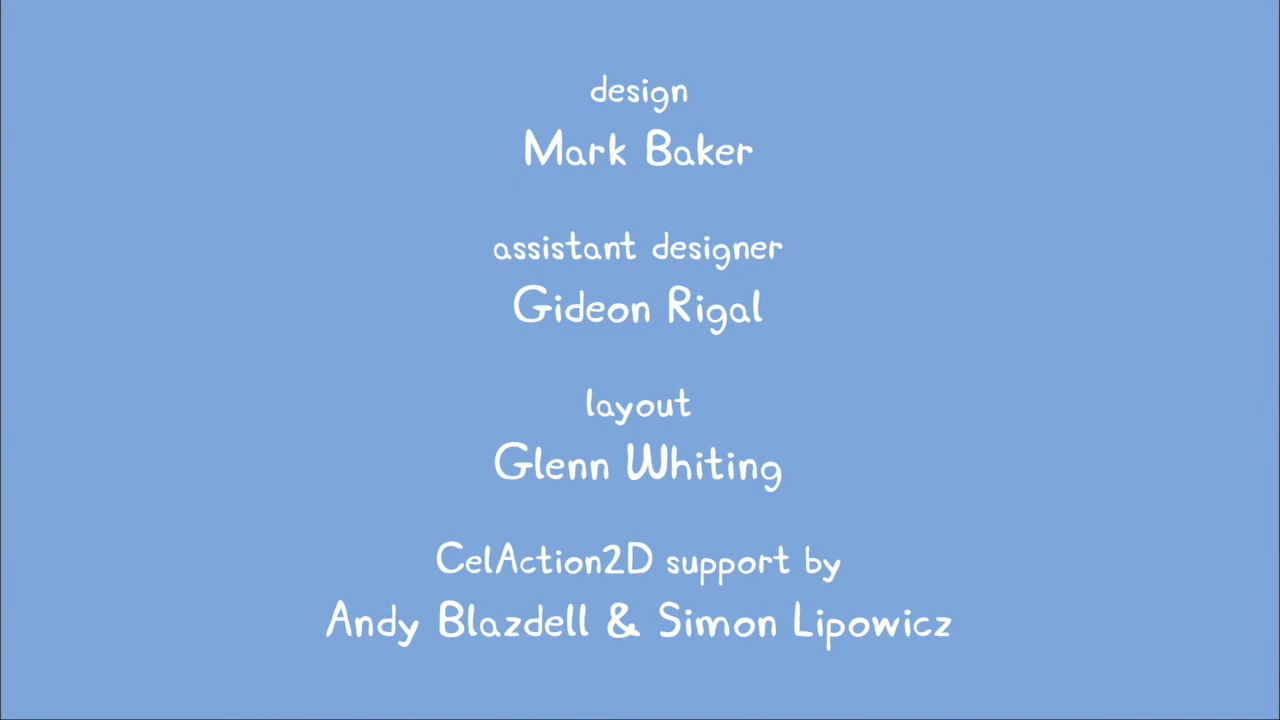 design
Mark Baker
assistant designer
Gideon Rigal
layout
Glenn Whiting
CelAction2D support by
Andy Blazdell & Simon Lipowicz